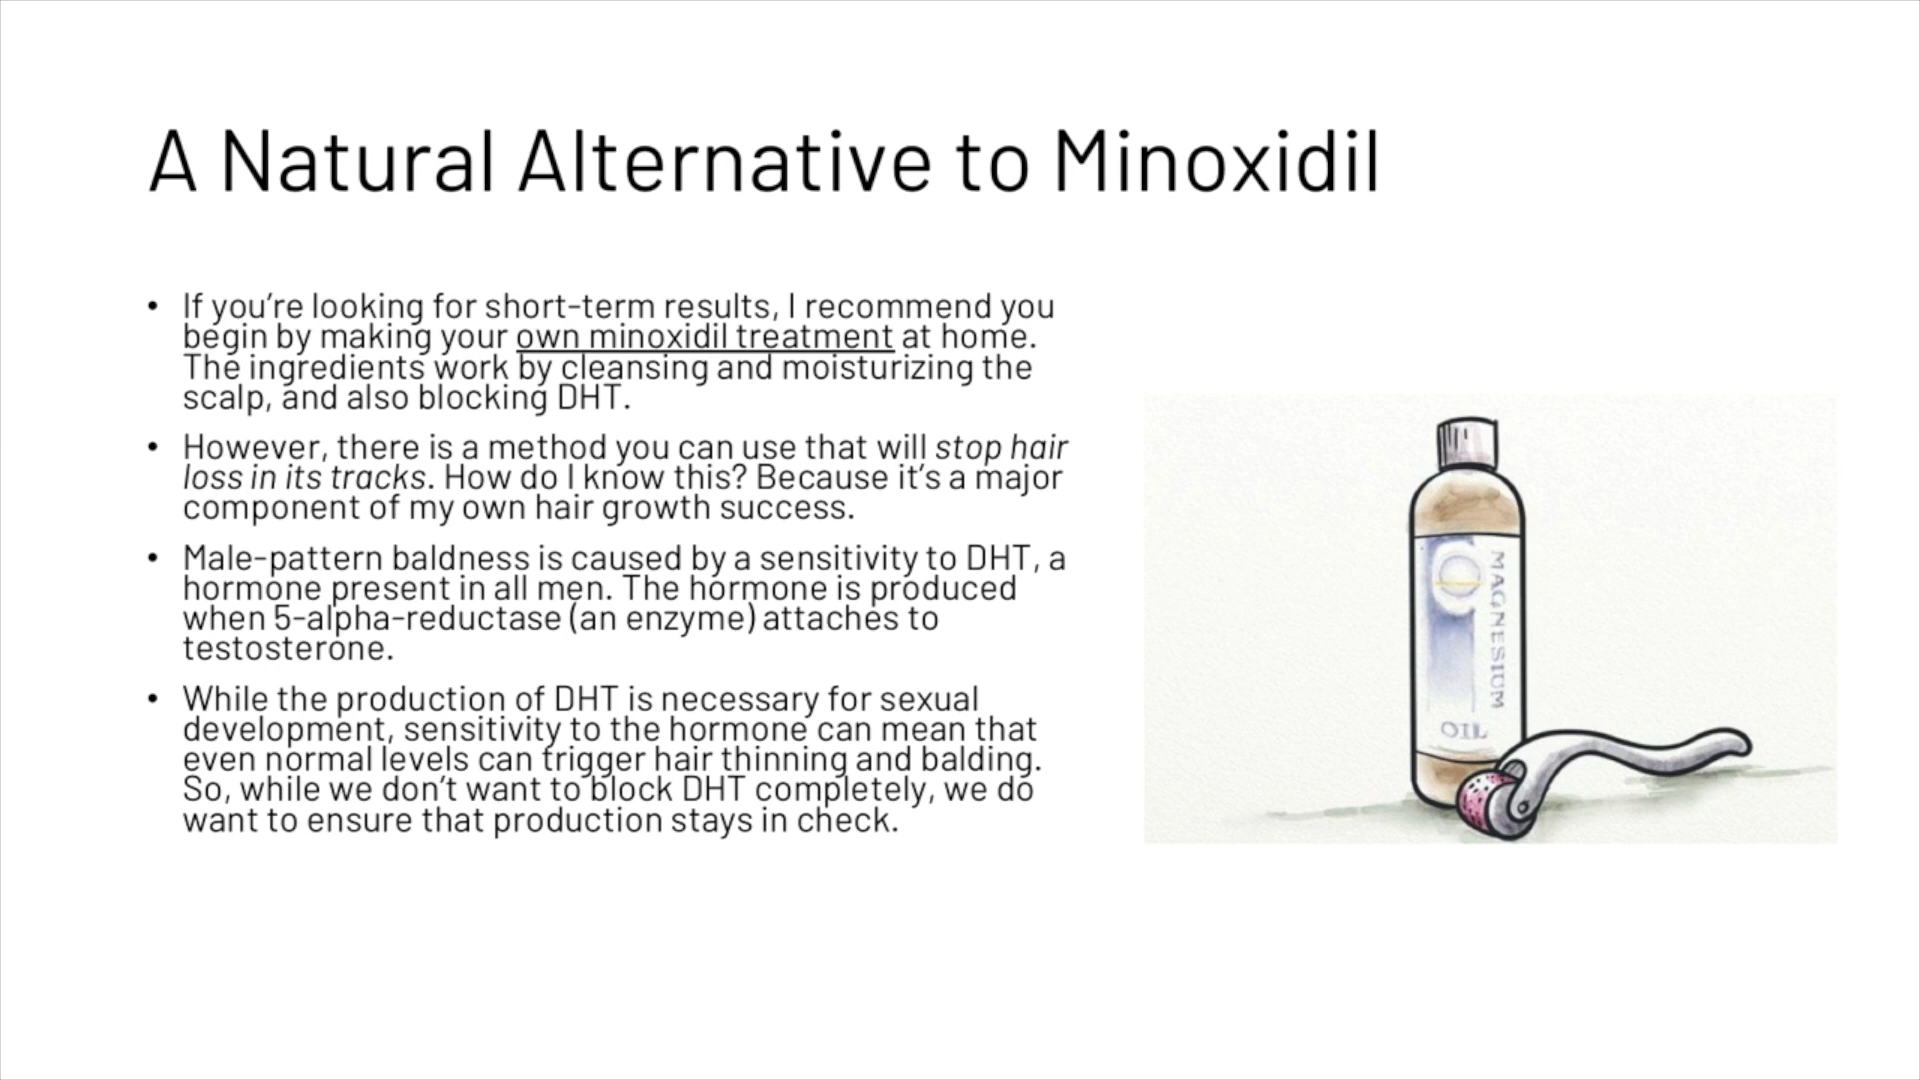 A Natural Alternative to Minoxidil
• If you're looking for short-term results, I recommend you
begin by making your own minoxidil treatment at home.
The ingredients work by cleansing and moisturizing the
scalp, and also blocking DHT.
• However, there is a method you can use that will stop hair
loss in its tracks. How do I know this? Because it's a major
component of my own hair growth success.
• Male-pattern baldness is caused by a sensitivity to DHT, a
hormone present in all men. The hormone is produced
when 5-alpha-reductase (an enzyme) attaches to
testosterone.
• While the production of DHT is necessary for sexual
development, sensitivity to the hormone can mean that
even normal levels can trigger hair thinning and balding.
So, while we don't want to block DHT completely, we do
want to ensure that production stays in check.
MAGNESIUM
OIL